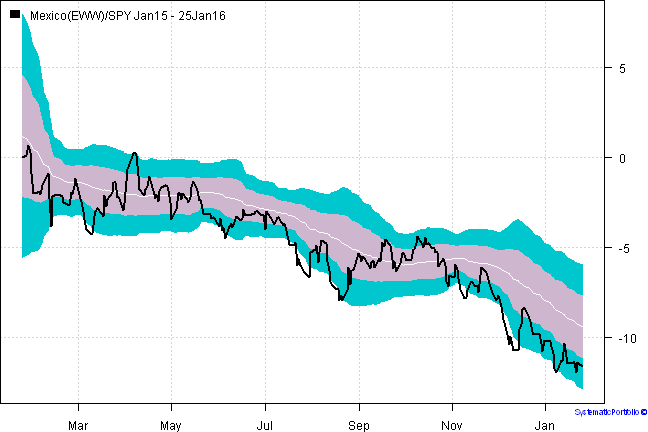 Mexico(EWW)/SPY Jan15 - 25Jan16
5
0
-5
-10
Mar May Jul Sep Nov Jan
SystematicPortfolio ©